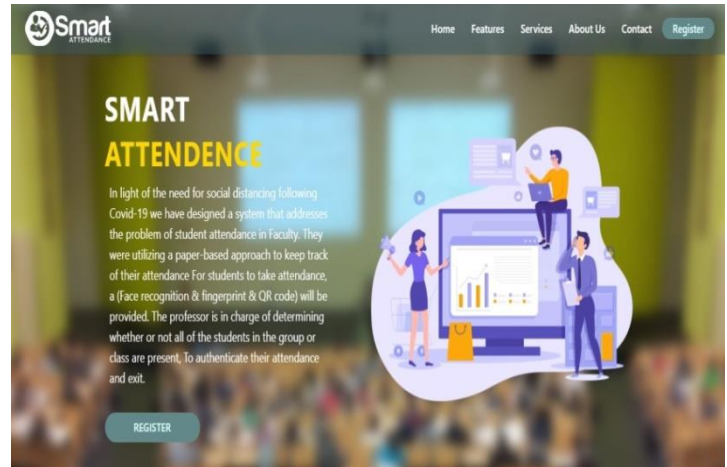 Smart
ATTENDANCE
Home Features Services About Us Contact Register
SMART
ATTENDENCE
In light of the need for social distancing following
Covid-19 we have designed a system that addresses
the problem of student attendance in Faculty. They
were utilizing a paper-based approach to keep track
of their attendance For students to take attendance,
a (Face recognition & fingerprint & QR code) will be
provided. The professor is in charge of determining
whether or not all of the students in the group or
class are present, To authenticate their attendance
and exit.
REGISTER